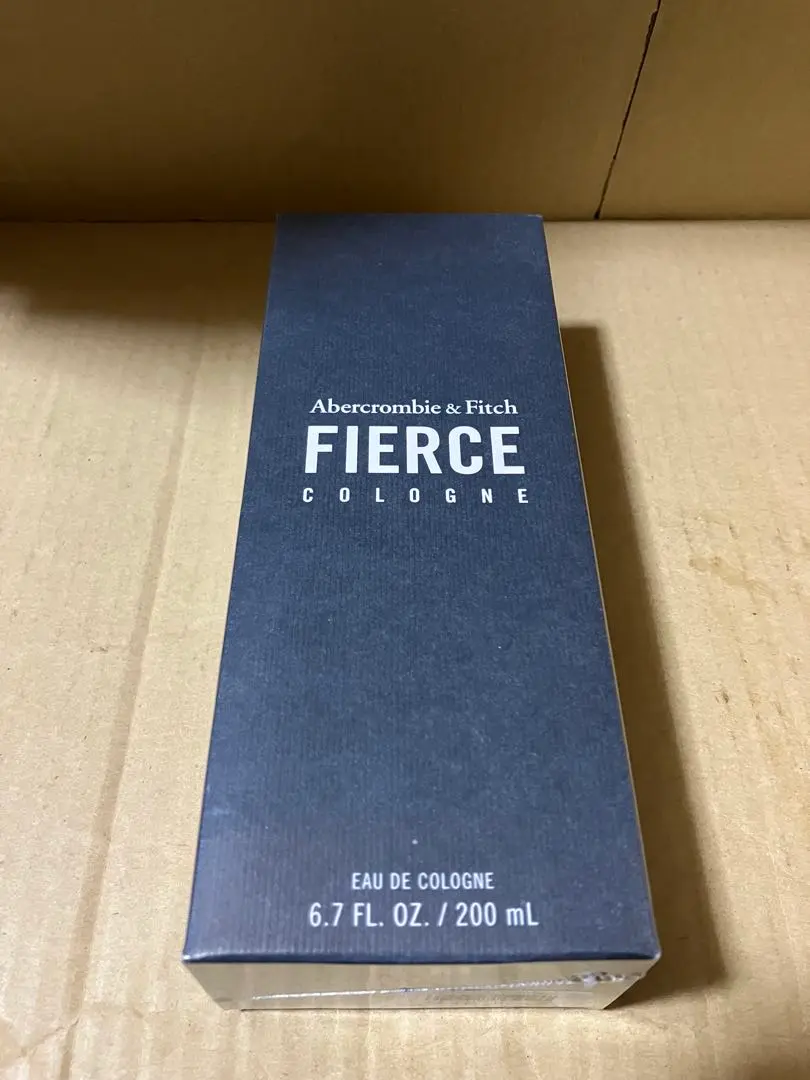 Abercrombie & Fitch
FIERCE
COLOGNE
EAU DE COLOGNE
6.7 FL. OZ. / 200 mL